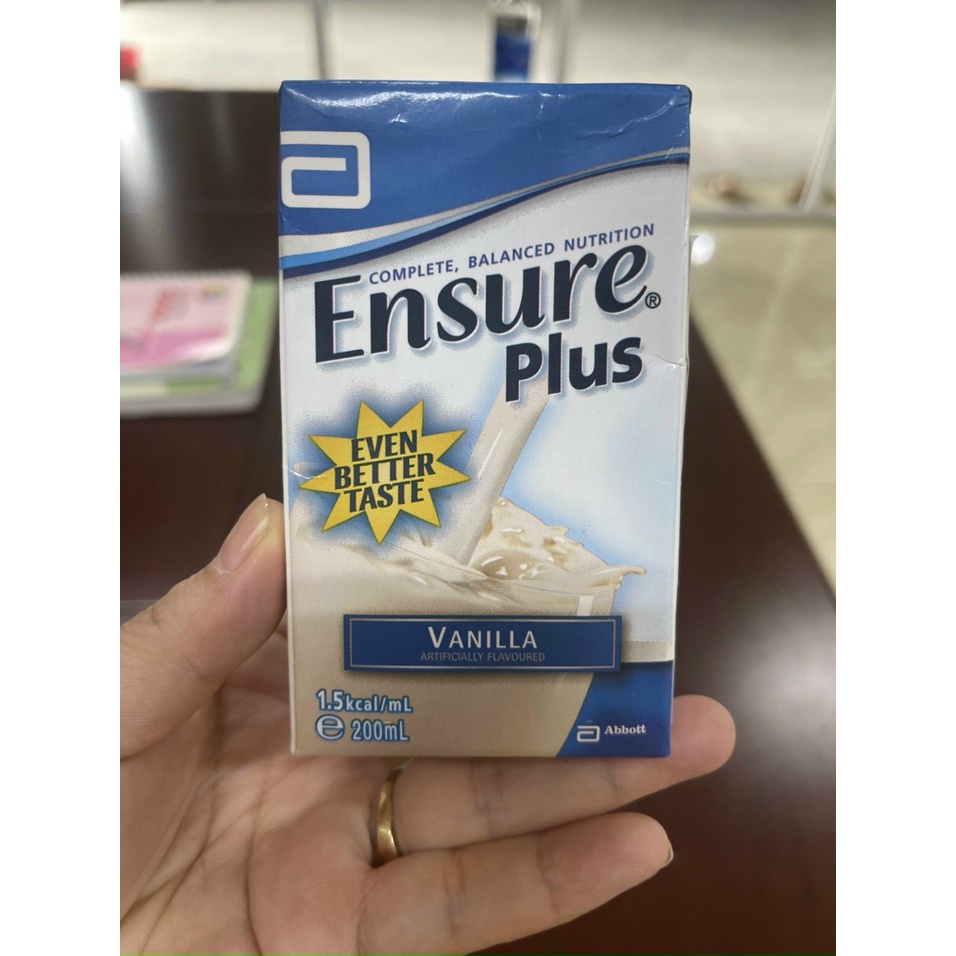 COMPLETE, BALANCED NUTRITION
Ensure®
Plus
EVEN
BETTER
TASTE
VANILLA
ARTIFICIALLY FLAVOURED
1.5kcal/mL
℮ 200mL
Abbott